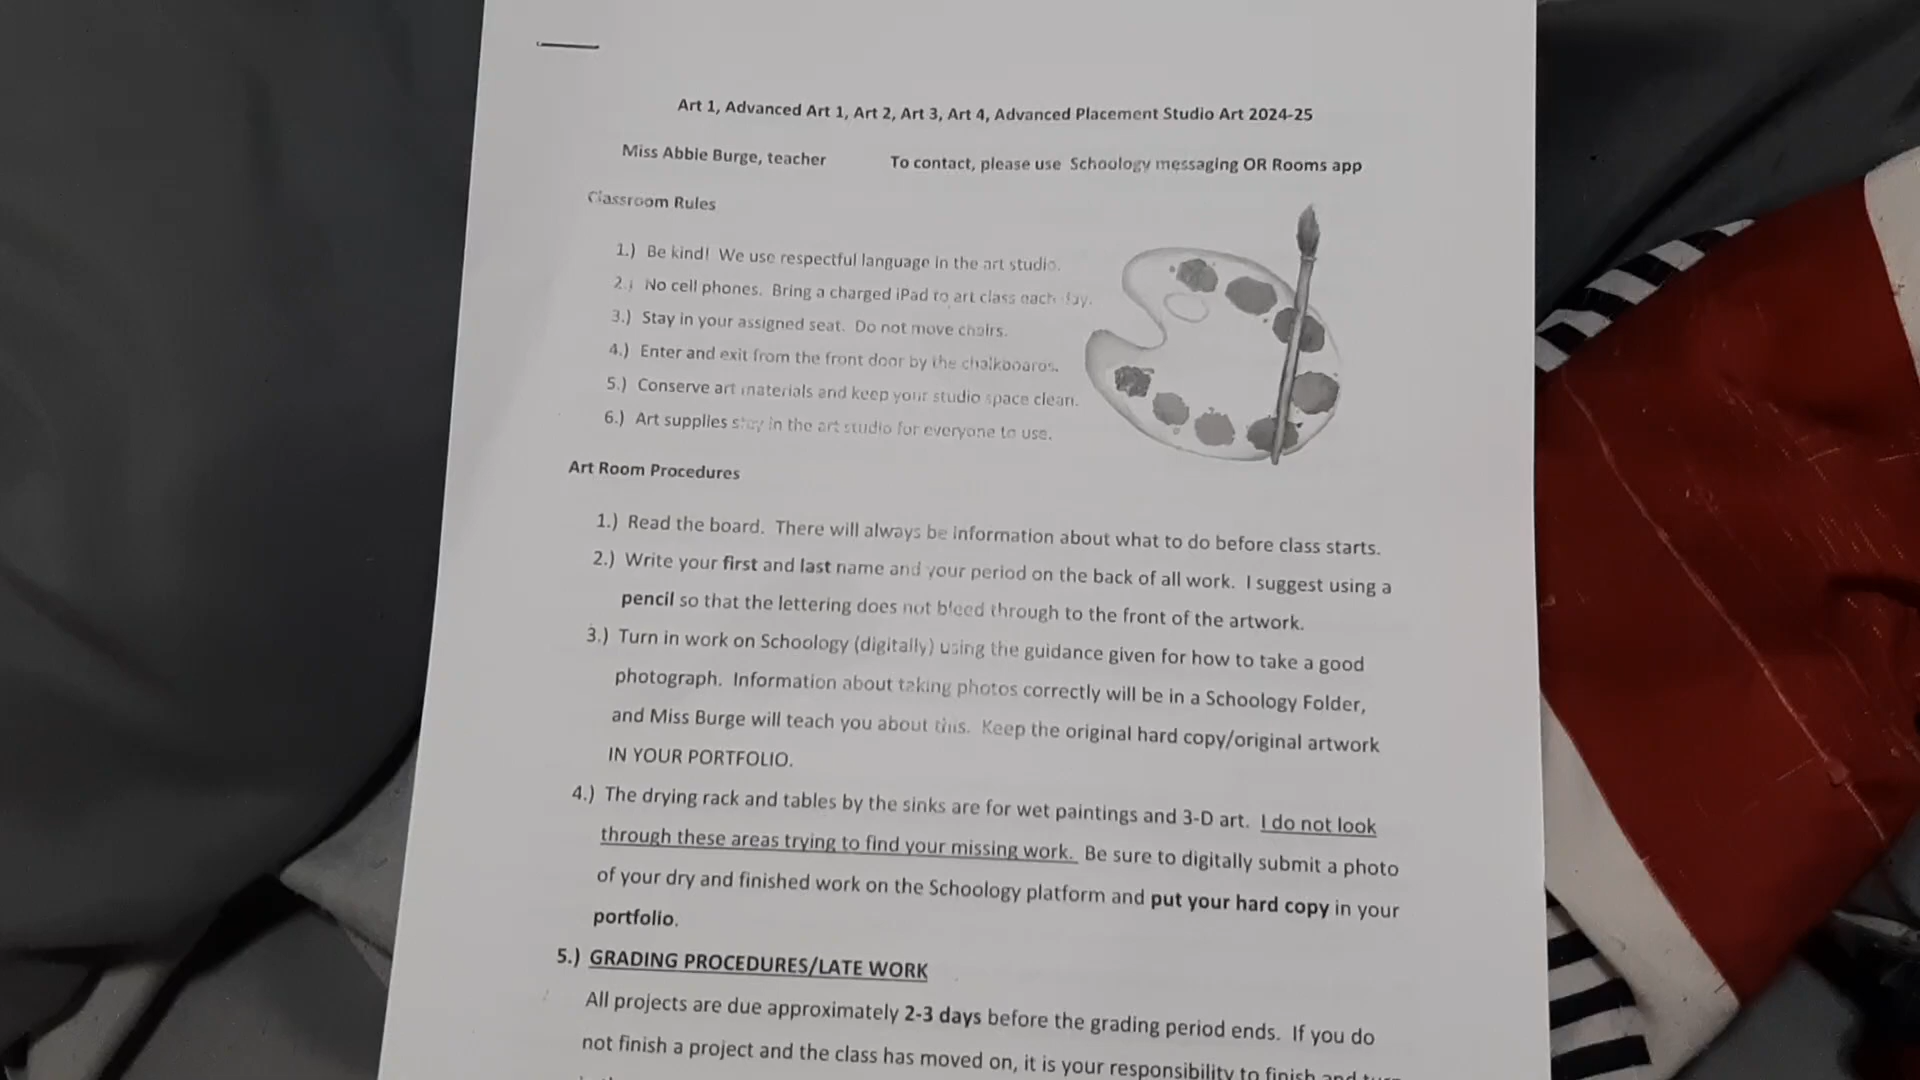 Art 1, Advanced Art 1, Art 2, Art 3, Art 4, Advanced Placement Studio Art 2024-25
Miss Abbie Burge, teacher To contact, please use Schoology messaging OR Rooms app
Classroom Rules
1.) Be kind! We use respectful language in the art studio.
2.) No cell phones. Bring a charged iPad to art class each day.
3.) Stay in your assigned seat. Do not move chairs.
4.) Enter and exit from the front door by the chalkboards.
5.) Conserve art materials and keep your studio space clean.
6.) Art supplies stay in the art studio for everyone to use.
Art Room Procedures
1.) Read the board. There will always be information about what to do before class starts.
2.) Write your first and last name and your period on the back of all work. I suggest using a
pencil so that the lettering does not bleed through to the front of the artwork.
3.) Turn in work on Schoology (digitally) using the guidance given for how to take a good
photograph. Information about taking photos correctly will be in a Schoology Folder,
and Miss Burge will teach you about this. Keep the original hard copy/original artwork
IN YOUR PORTFOLIO.
4.) The drying rack and tables by the sinks are for wet paintings and 3-D art. I do not look
through these areas trying to find your missing work. Be sure to digitally submit a photo
of your dry and finished work on the Schoology platform and put your hard copy in your
portfolio.
5.) GRADING PROCEDURES/LATE WORK
All projects are due approximately 2-3 days before the grading period ends. If you do
not finish a project and the class has moved on, it is your responsibility to finish and